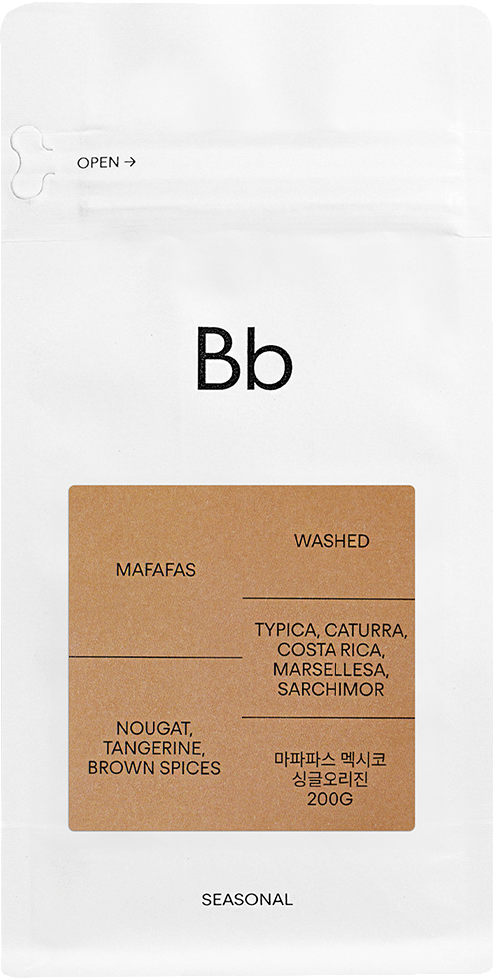 OPEN →
Bb
MAFAFAS
NOUGAT,
TANGERINE,
BROWN SPICES
WASHED
TYPICA, CATURRA,
COSTA RICA,
MARSELLESA,
SARCHIMOR
마파파스 멕시코
싱글오리진
200G
SEASONAL